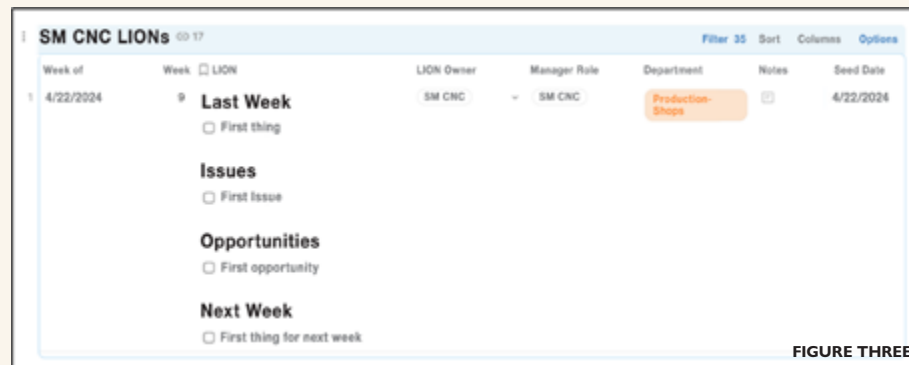 SM CNC LIONs 17
Filter 35 Sort Columns Options
Week of Week LION LION Owner Manager Role Department Notes Seed Date
1 4/22/2024 9 Last Week SM CNC SM CNC Production-Shops 4/22/2024
First thing
Issues
First Issue
Opportunities
First opportunity
Next Week
First thing for next week
FIGURE THREE